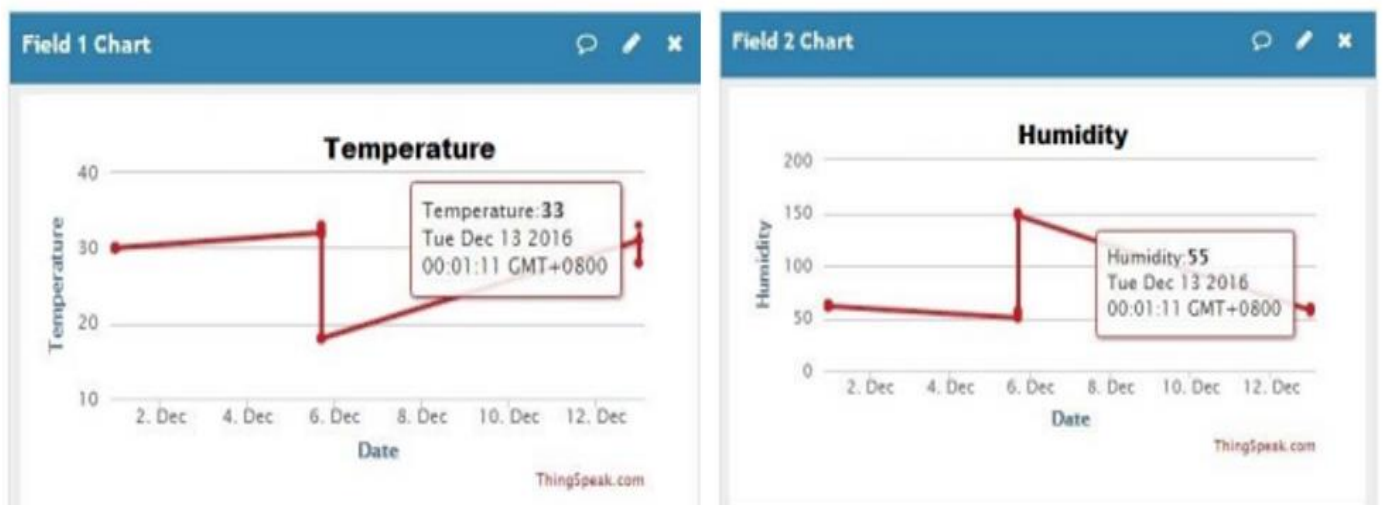 Field 1 Chart
Temperature
40
30
20
10
Temperature
Temperature:33
Tue Dec 13 2016
00:01:11 GMT+0800
2. Dec 4. Dec 6. Dec 8. Dec 10. Dec 12. Dec
Date
ThingSpeak.com
Field 2 Chart
Humidity
200
150
100
50
0
Humidity
Humidity:55
Tue Dec 13 2016
00:01:11 GMT+0800
2. Dec 4. Dec 6. Dec 8. Dec 10. Dec 12. Dec
Date
ThingSpeak.com